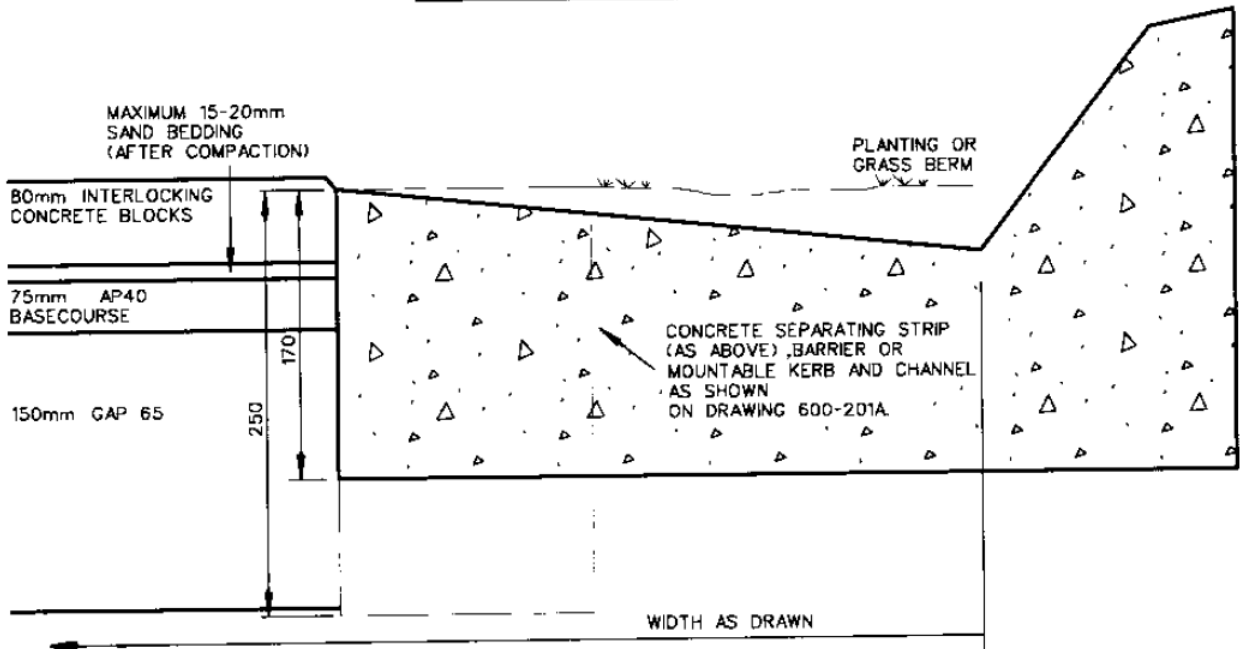 MAXIMUM 15-20mm
SAND BEDDING
(AFTER COMPACTION)
PLANTING OR
GRASS BERM
80mm INTERLOCKING
CONCRETE BLOCKS
75mm AP40
BASECOURSE
170
CONCRETE SEPARATING STRIP
(AS ABOVE) ,BARRIER OR
MOUNTABLE KERB AND CHANNEL
AS SHOWN
ON DRAWING 600-201A.
150mm GAP 65
250
WIDTH AS DRAWN